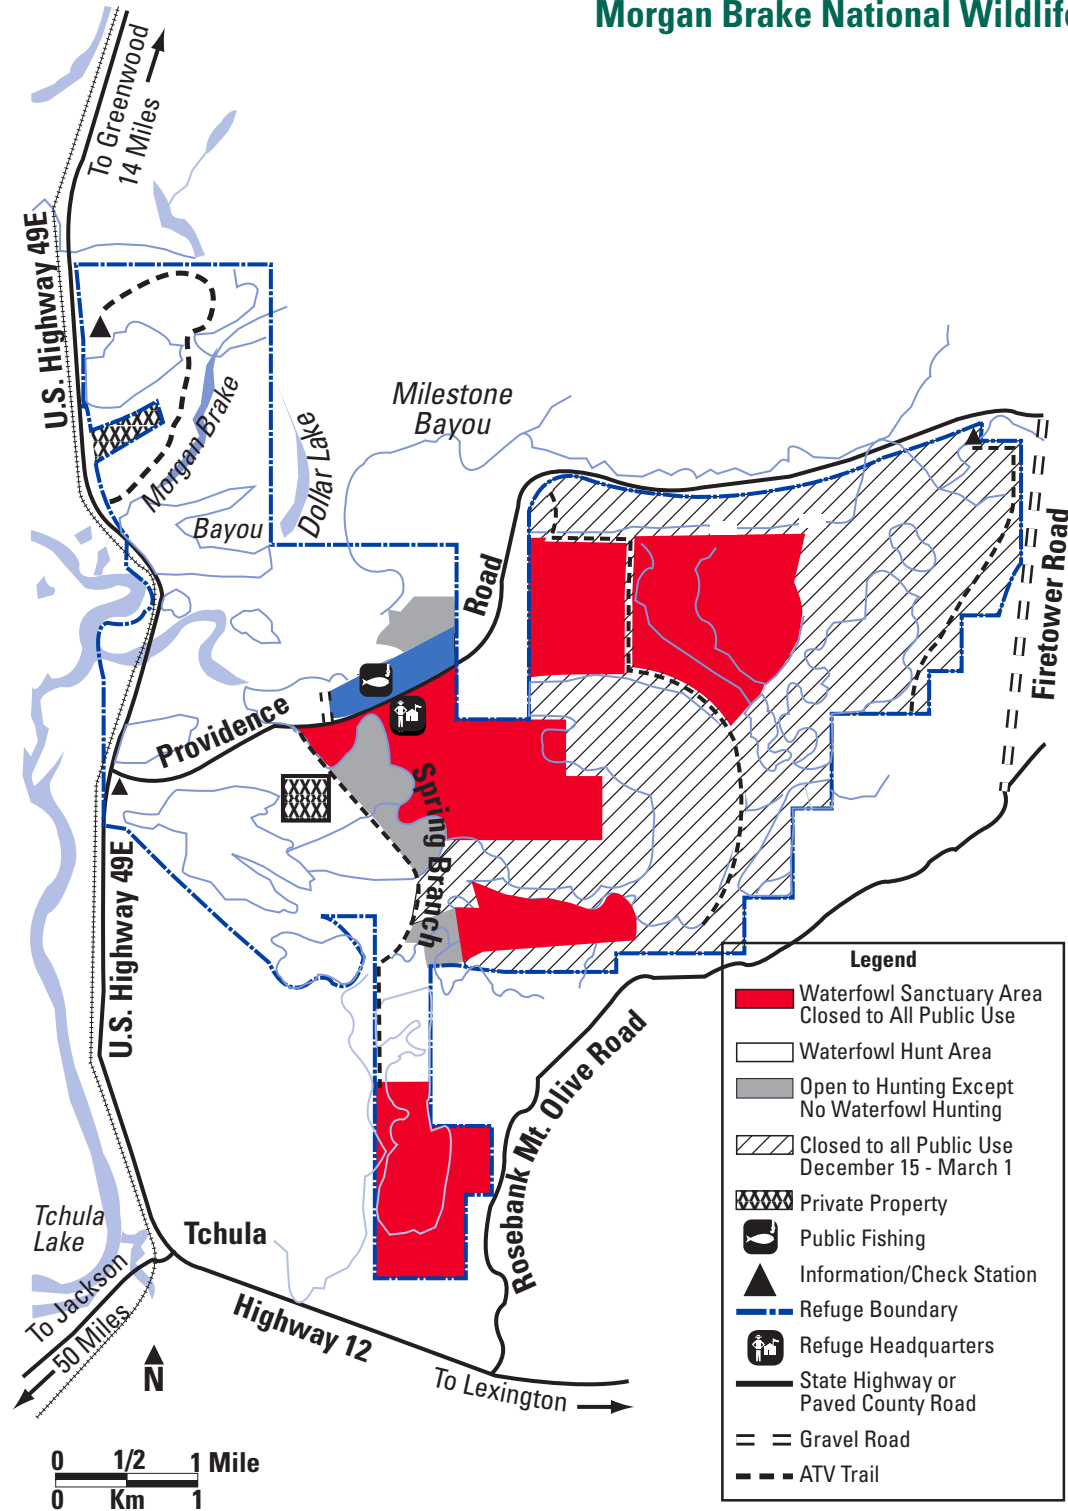 Morgan Brake National Wildlife
To Greenwood
14 Miles
U.S. Highway 49E
Morgan Brake
Dollar Lake
Milestone
Bayou
Bayou
Road
Providence
Firetower Road
Spring Branch
U.S. Highway 49E
Rosebank Mt. Olive Road
Tchula
Lake
Tchula
To Jackson
50 Miles
Highway 12
To Lexington
N
0 1/2 1 Mile
0 Km 1
Legend
Waterfowl Sanctuary Area
Closed to All Public Use
Waterfowl Hunt Area
Open to Hunting Except
No Waterfowl Hunting
Closed to all Public Use
December 15 - March 1
Private Property
Public Fishing
Information/Check Station
Refuge Boundary
Refuge Headquarters
State Highway or
Paved County Road
Gravel Road
ATV Trail